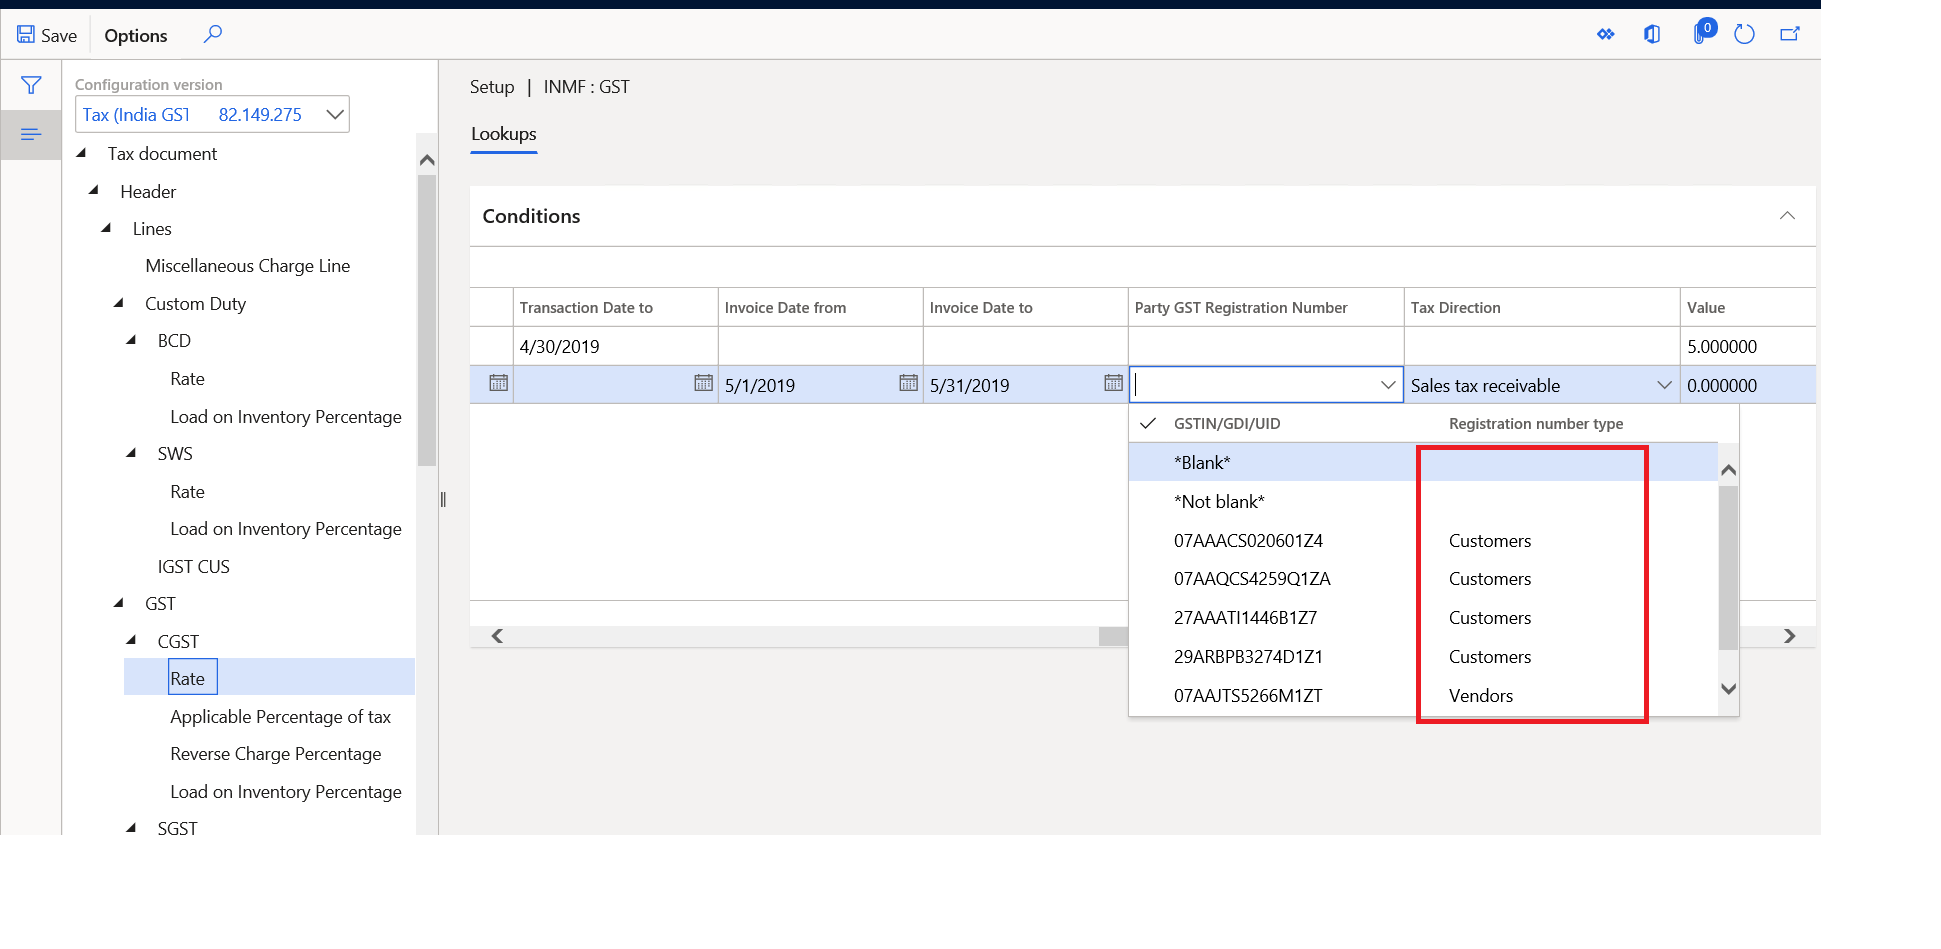 Save Options
0
Configuration version
Tax (India GST 82.149.275
Tax document
Header
Lines
Miscellaneous Charge Line
Custom Duty
BCD
Rate
Load on Inventory Percentage
SWS
Rate
Load on Inventory Percentage
IGST CUS
GST
CGST
Rate
Applicable Percentage of tax
Reverse Charge Percentage
Load on Inventory Percentage
SGST
Setup | INMF : GST
Lookups
Conditions
Transaction Date to Invoice Date from Invoice Date to Party GST Registration Number Tax Direction Value
4/30/2019 5.000000
5/1/2019 5/31/2019 Sales tax receivable 0.000000
GSTIN/GDI/UID Registration number type
*Blank*
*Not blank*
07AAACS020601Z4 Customers
07AAQCS4259Q1ZA Customers
27AAATI1446B1Z7 Customers
29ARBPB3274D1Z1 Customers
07AAJTS5266M1ZT Vendors